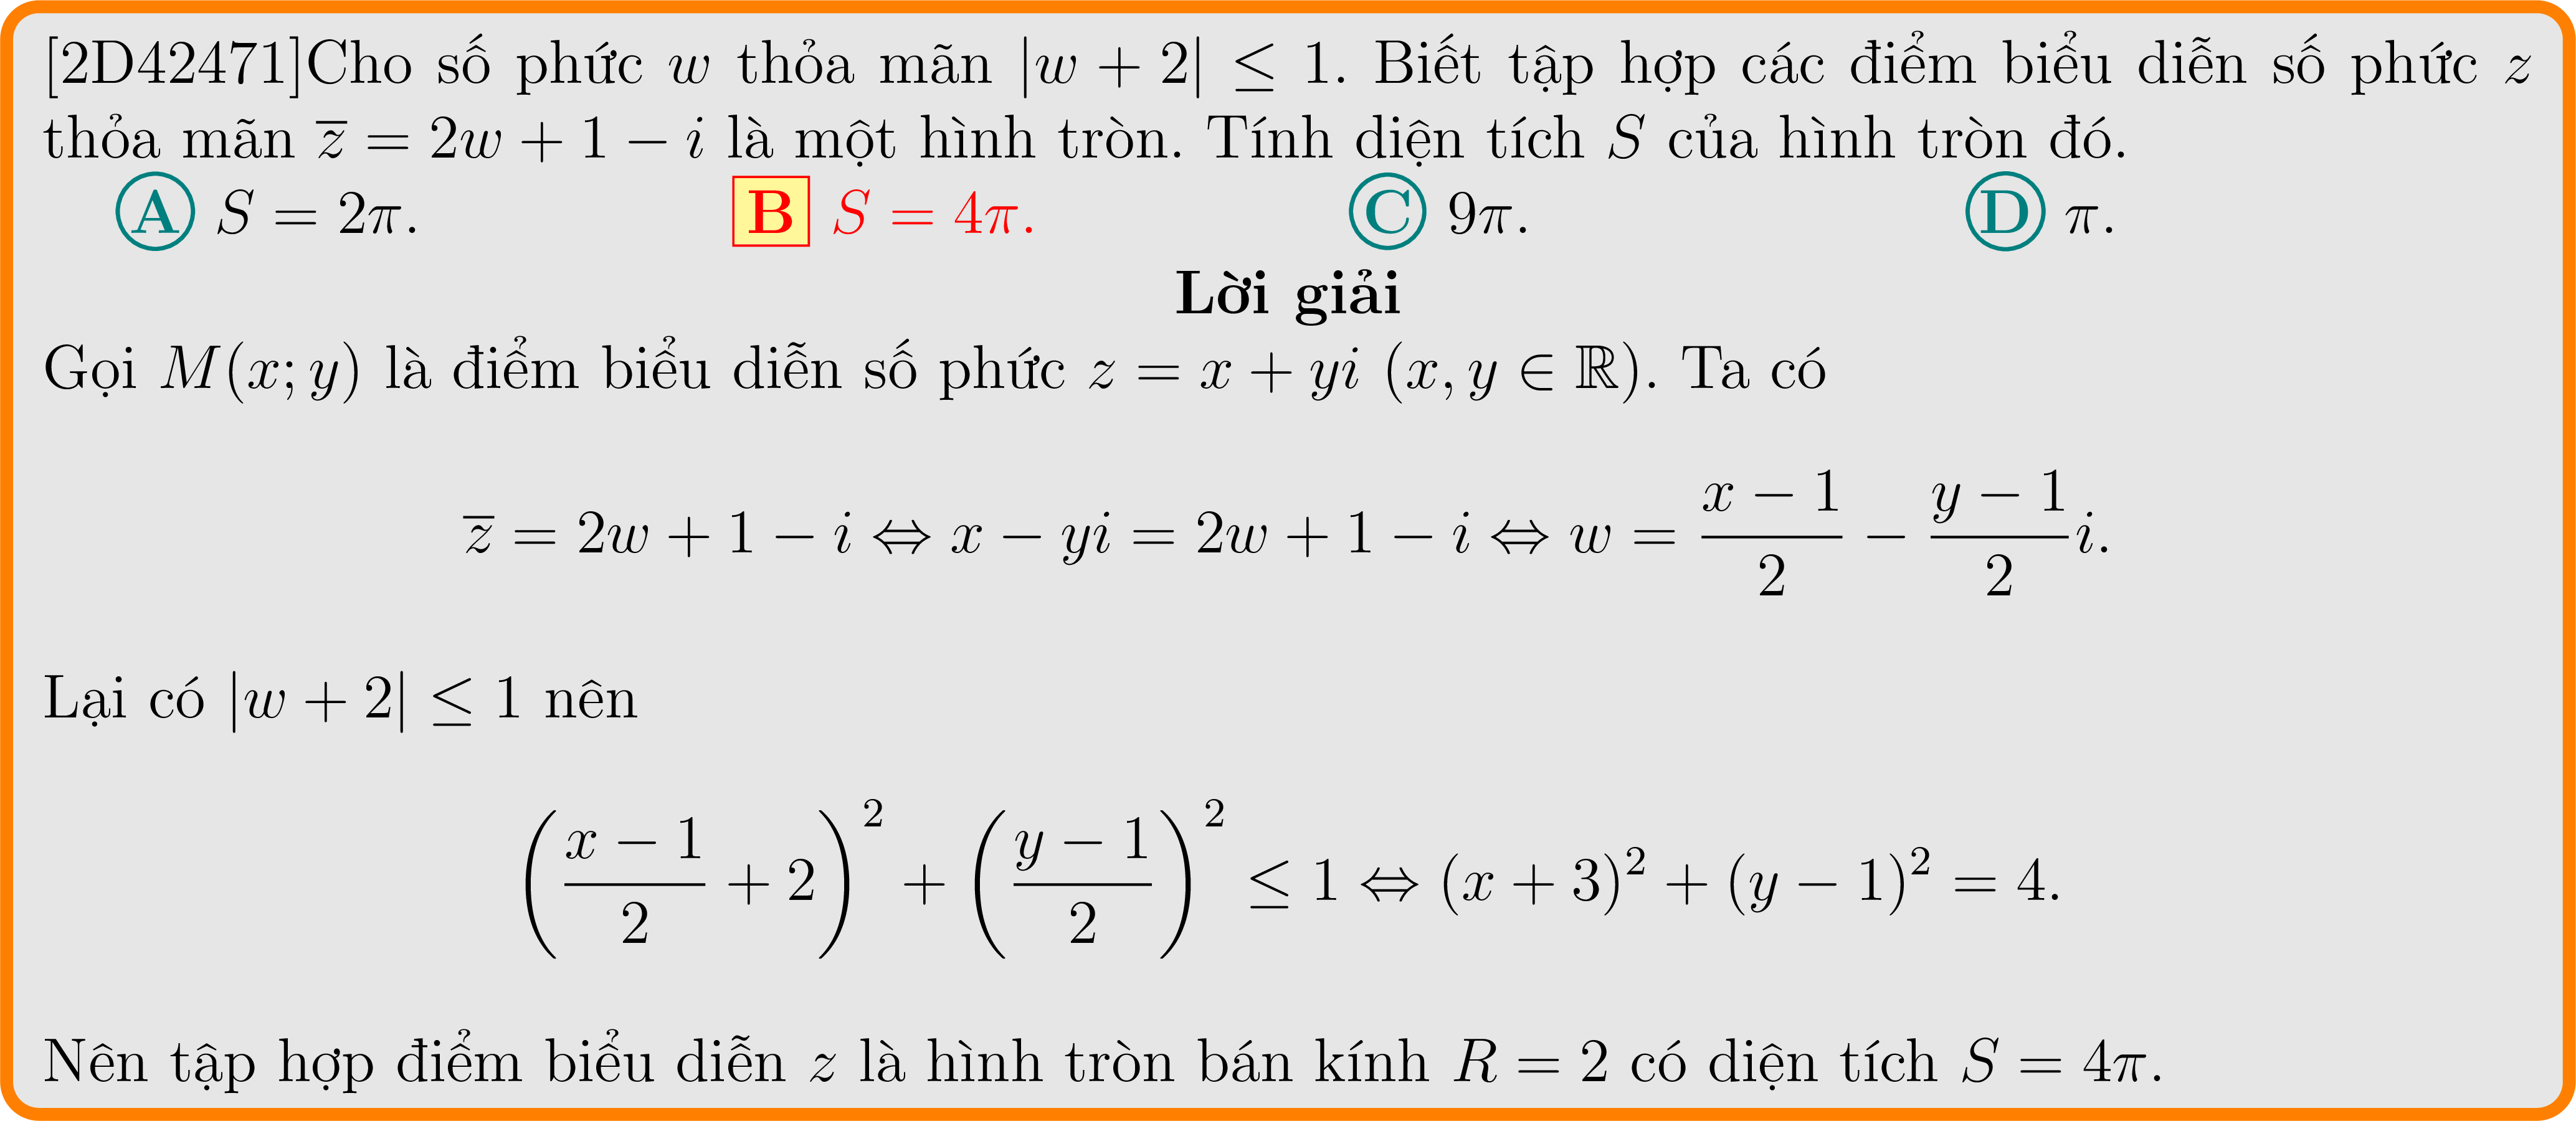 [2D42471]Cho số phức $w$ thỏa mãn $|w + 2| \leq 1$. Biết tập hợp các điểm biểu diễn số phức $z$
thỏa mãn $\overline{z} = 2w + 1 - i$ là một hình tròn. Tính diện tích $S$ của hình tròn đó.
A $S = 2\pi$. B $S = 4\pi$. C $9\pi$. D $\pi$.
Lời giải
Gọi $M(x; y)$ là điểm biểu diễn số phức $z = x + yi$ $(x, y \in \mathbb{R})$. Ta có
$\overline{z} = 2w + 1 - i \Leftrightarrow x - yi = 2w + 1 - i \Leftrightarrow w = \frac{x - 1}{2} - \frac{y - 1}{2}i.$
Lại có $|w + 2| \leq 1$ nên
$\left(\frac{x - 1}{2} + 2\right)^2 + \left(\frac{y - 1}{2}\right)^2 \leq 1 \Leftrightarrow (x + 3)^2 + (y - 1)^2 = 4.$
Nên tập hợp điểm biểu diễn $z$ là hình tròn bán kính $R = 2$ có diện tích $S = 4\pi$.